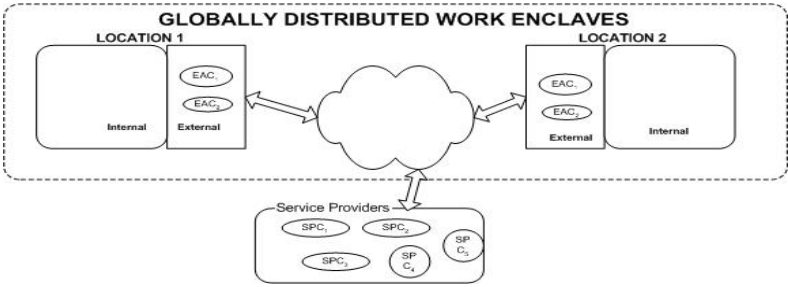 GLOBALLY DISTRIBUTED WORK ENCLAVES
LOCATION 1
LOCATION 2
EAC₁
EAC₂
Internal
External
EAC₁
EAC₂
External
Internal
Service Providers
SPC₁
SPC₂
SPC₃
SP
C₄
SP
C₅